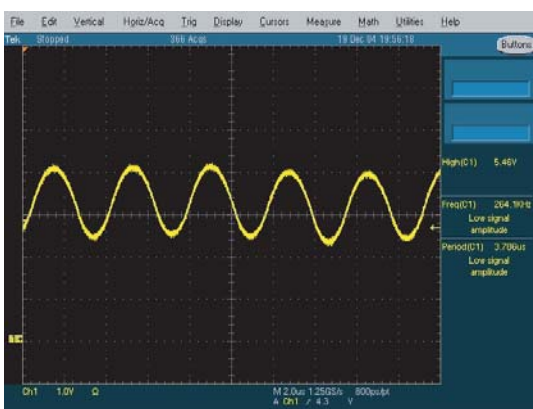 File Edit Vertical Horiz/Acq Trig Display Cursors Measure Math Utilities Help
Tek Stopped 366 Acqs 19 Dec 04 19:56:18 Buttons
High(C1) 5.46V
Freq(C1) 264.1KHz
Low signal
amplitude
Period(C1) 3.786us
Low signal
amplitude
Ch1 1.0V Ω M 2.0us 1.25GS/s 800ps/pt
A Ch1 4.3 V